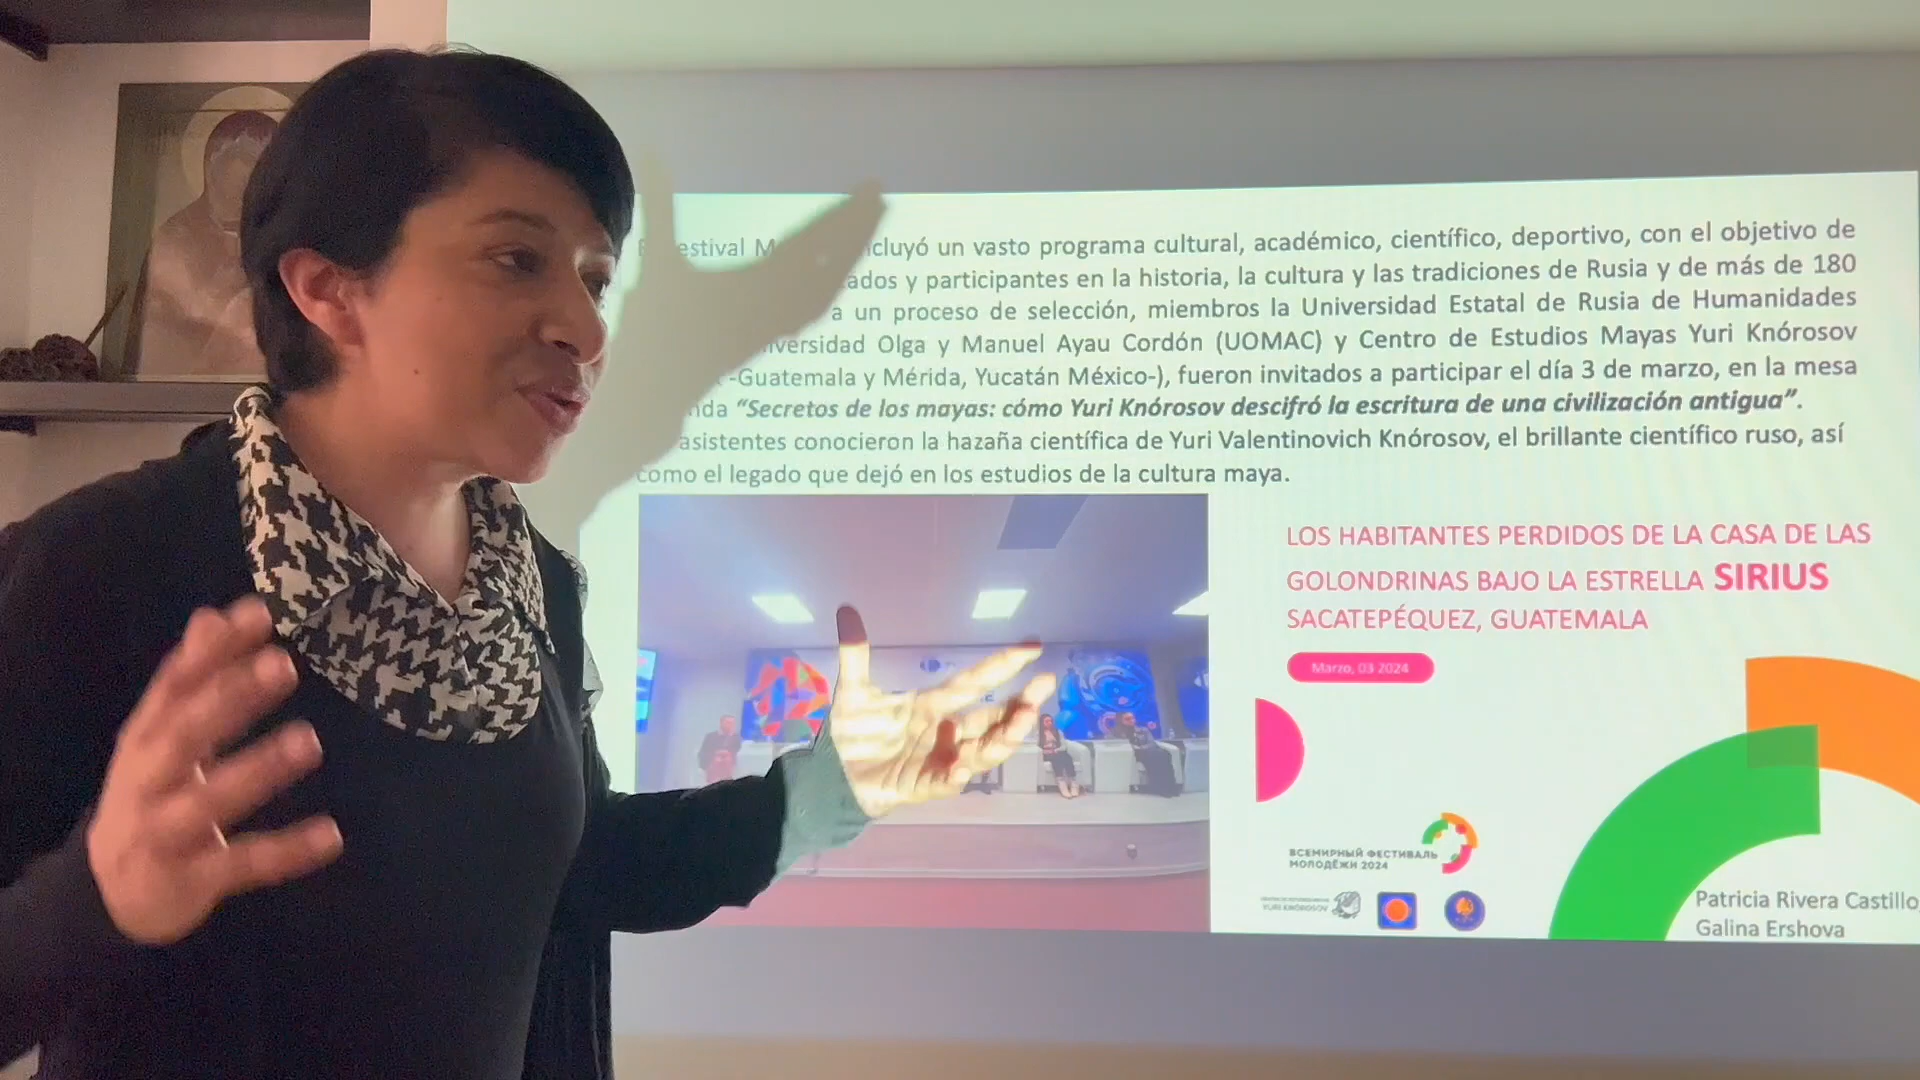 estival M ncluyó un vasto programa cultural, académico, científico, deportivo, con el objetivo de
ados y participantes en la historia, la cultura y las tradiciones de Rusia y de más de 180
a un proceso de selección, miembros la Universidad Estatal de Rusia de Humanidades
iversidad Olga y Manuel Ayau Cordón (UOMAC) y Centro de Estudios Mayas Yuri Knórosov
-Guatemala y Mérida, Yucatán México-), fueron invitados a participar el día 3 de marzo, en la mesa
nda “Secretos de los mayas: cómo Yuri Knórosov descifró la escritura de una civilización antigua”.
asistentes conocieron la hazaña científica de Yuri Valentinovich Knórosov, el brillante científico ruso, así
como el legado que dejó en los estudios de la cultura maya.
LOS HABITANTES PERDIDOS DE LA CASA DE LAS
GOLONDRINAS BAJO LA ESTRELLA SIRIUS
SACATEPÉQUEZ, GUATEMALA
Marzo, 03 2024
ВСЕМИРНЫЙ ФЕСТИВАЛЬ
МОЛОДЁЖИ 2024
YURI KNÓROSOV
Patricia Rivera Castillo
Galina Ershova